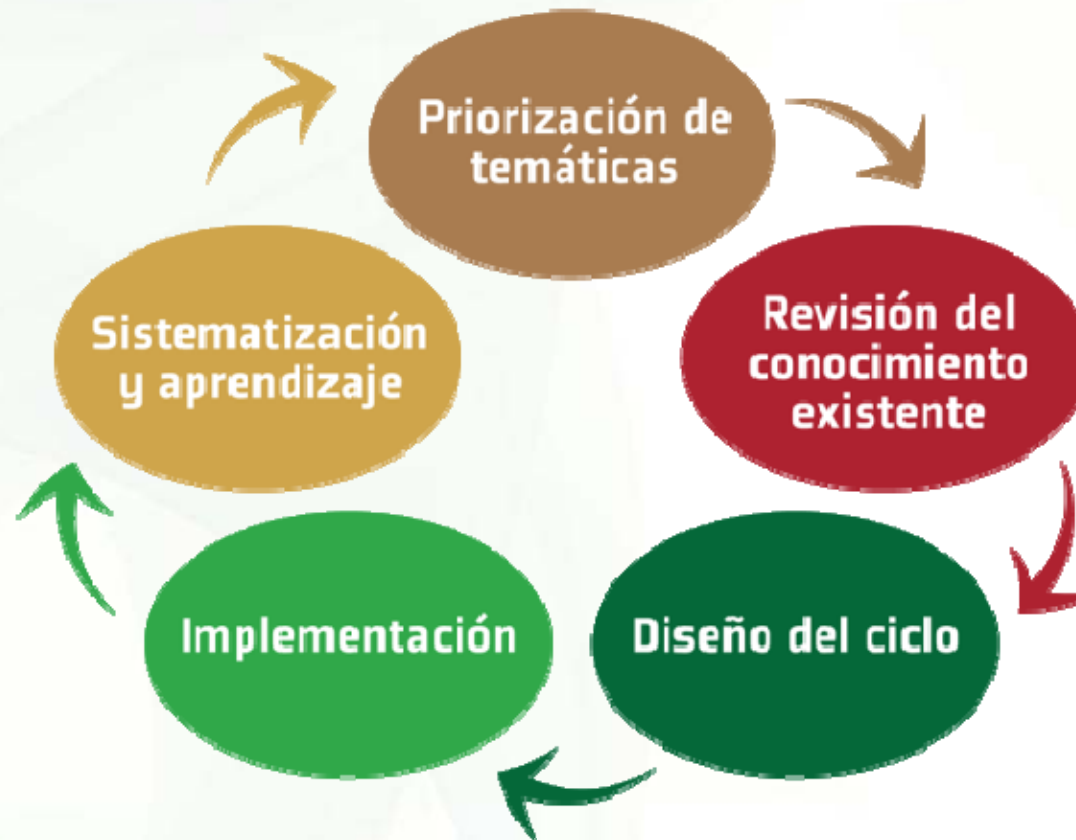 Priorización de
temáticas
Revisión del
conocimiento
existente
Diseño del ciclo
Implementación
Sistematización
y aprendizaje